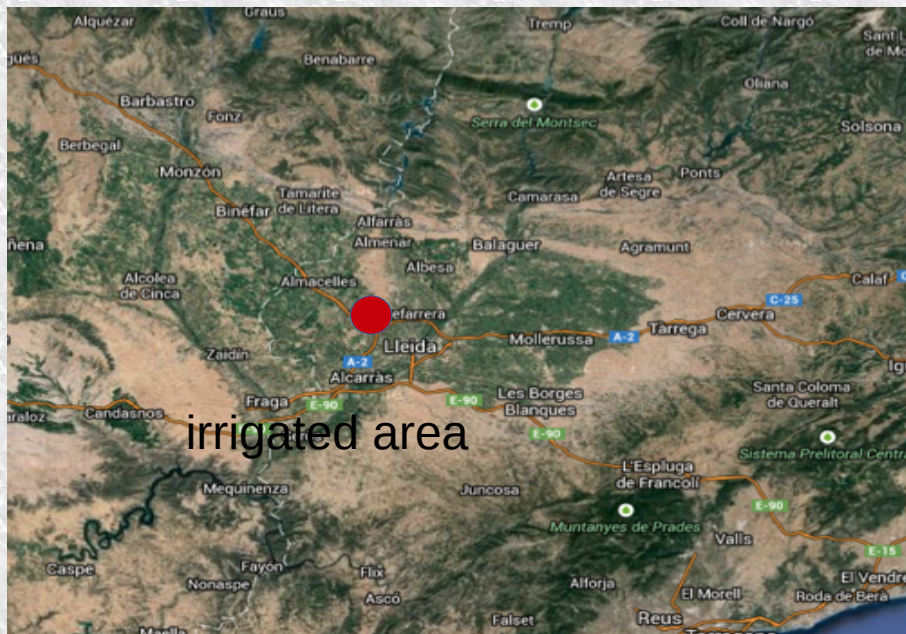 Graus
Alquézar
Tremp
Coll de Nargó
Benabarre
Oliana
Barbastro
Fonz
Serra del Montsec
Solsona
Berbegal
Monzón
Artesa
de Segre
Ponts
Tamarite
de Litera
Camarasa
Binéfar
Alfarràs
Almenar
Balaguer
Agramunt
Albesa
Alcolea
de Cinca
Almacelles
Calaf
C-25
efarrera
Cervera
Lleida
Mollerussa
A-2
Tàrrega
Zaidín
A-2
Alcarràs
Fraga
E-90
E-90
Les Borges
Blanques
Santa Coloma
de Queralt
Candasnos
irrigated area
E-90
Sistema Prelitoral Centra
L'Espluga
de Francolí
Mequinenza
Juncosa
E-90
Muntanyes de Prades
Valls
E-15
Caspe
Fayón
Flix
Nonaspe
Ascó
Alforja
El Morell
El Vendre
Roda de Berà
Falset
Reus